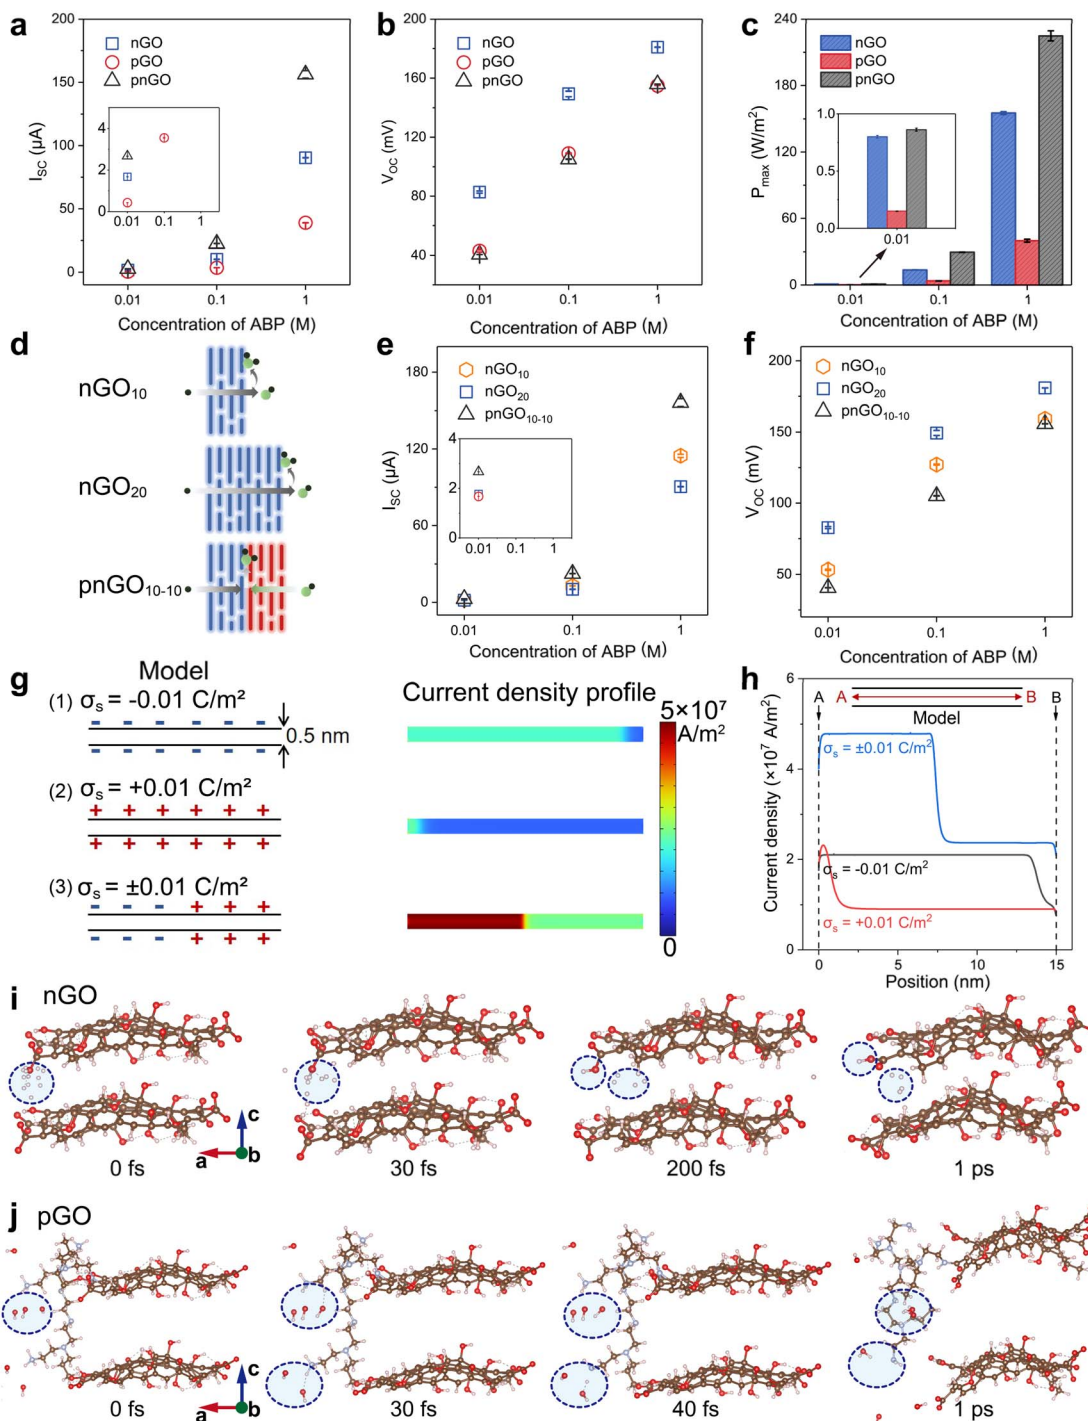 a
200
150
100
50
0
I_SC (µA)
nGO
pGO
pnGO
4
2
0
0.01 0.1 1
0.01 0.1 1
Concentration of ABP (M)
b
200
160
120
80
40
V_OC (mV)
nGO
pGO
pnGO
0.01 0.1 1
Concentration of ABP (M)
c
240
180
120
60
0
P_max (W/m²)
nGO
pGO
pnGO
1.0
0.5
0.0
0.01
0.01 0.1 1
Concentration of ABP (M)
d
nGO₁₀
nGO₂₀
pnGO₁₀₋₁₀
e
180
120
60
0
I_SC (µA)
nGO₁₀
nGO₂₀
pnGO₁₀₋₁₀
4
2
0
0.01 0.1 1
0.01 0.1 1
Concentration of ABP (M)
f
200
150
100
50
V_OC (mV)
nGO₁₀
nGO₂₀
pnGO₁₀₋₁₀
0.01 0.1 1
Concentration of ABP (M)
g
Model
(1) σₛ = -0.01 C/m²
0.5 nm
(2) σₛ = +0.01 C/m²
(3) σₛ = ±0.01 C/m²
Current density profile
5×10⁷
A/m²
0
h
6
4
2
0
Current density (×10⁷ A/m²)
A A B B
Model
σₛ = ±0.01 C/m²
σₛ = -0.01 C/m²
σₛ = +0.01 C/m²
0 5 10 15
Position (nm)
i nGO
c
a b
0 fs 30 fs 200 fs 1 ps
j pGO
c
a b
0 fs 30 fs 40 fs 1 ps